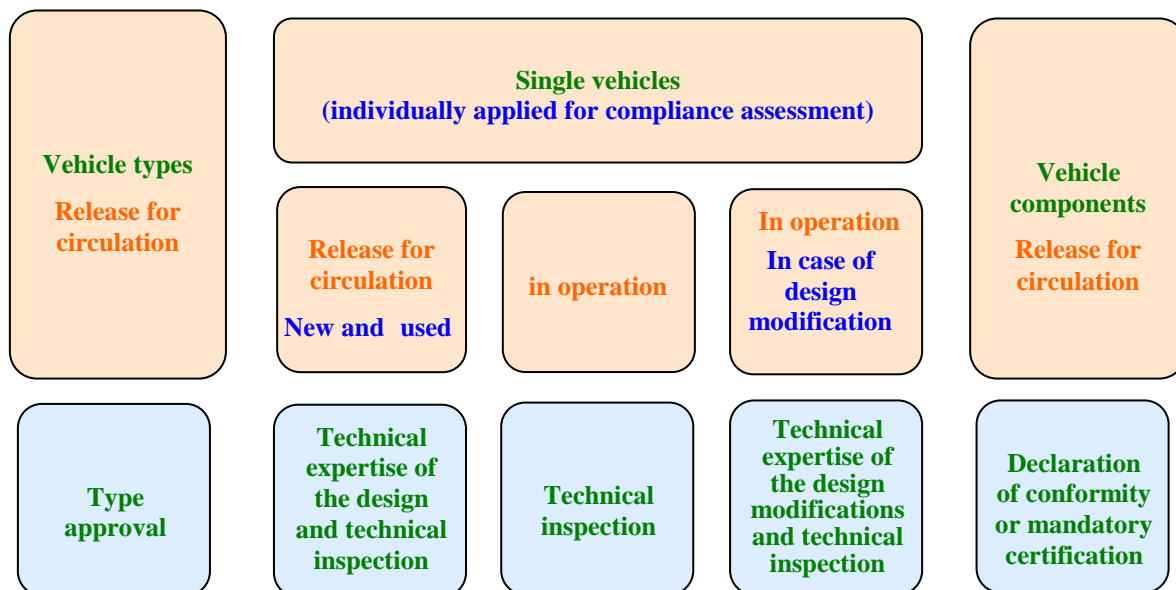 Vehicle types
Release for
circulation
Single vehicles
(individually applied for compliance assessment)
Release for
circulation
New and used
in operation
In operation
In case of
design
modification
Vehicle
components
Release for
circulation
Type
approval
Technical
expertise of
the design
and technical
inspection
Technical
inspection
Technical
expertise of
the design
modifications
and technical
inspection
Declaration
of conformity
or mandatory
certification